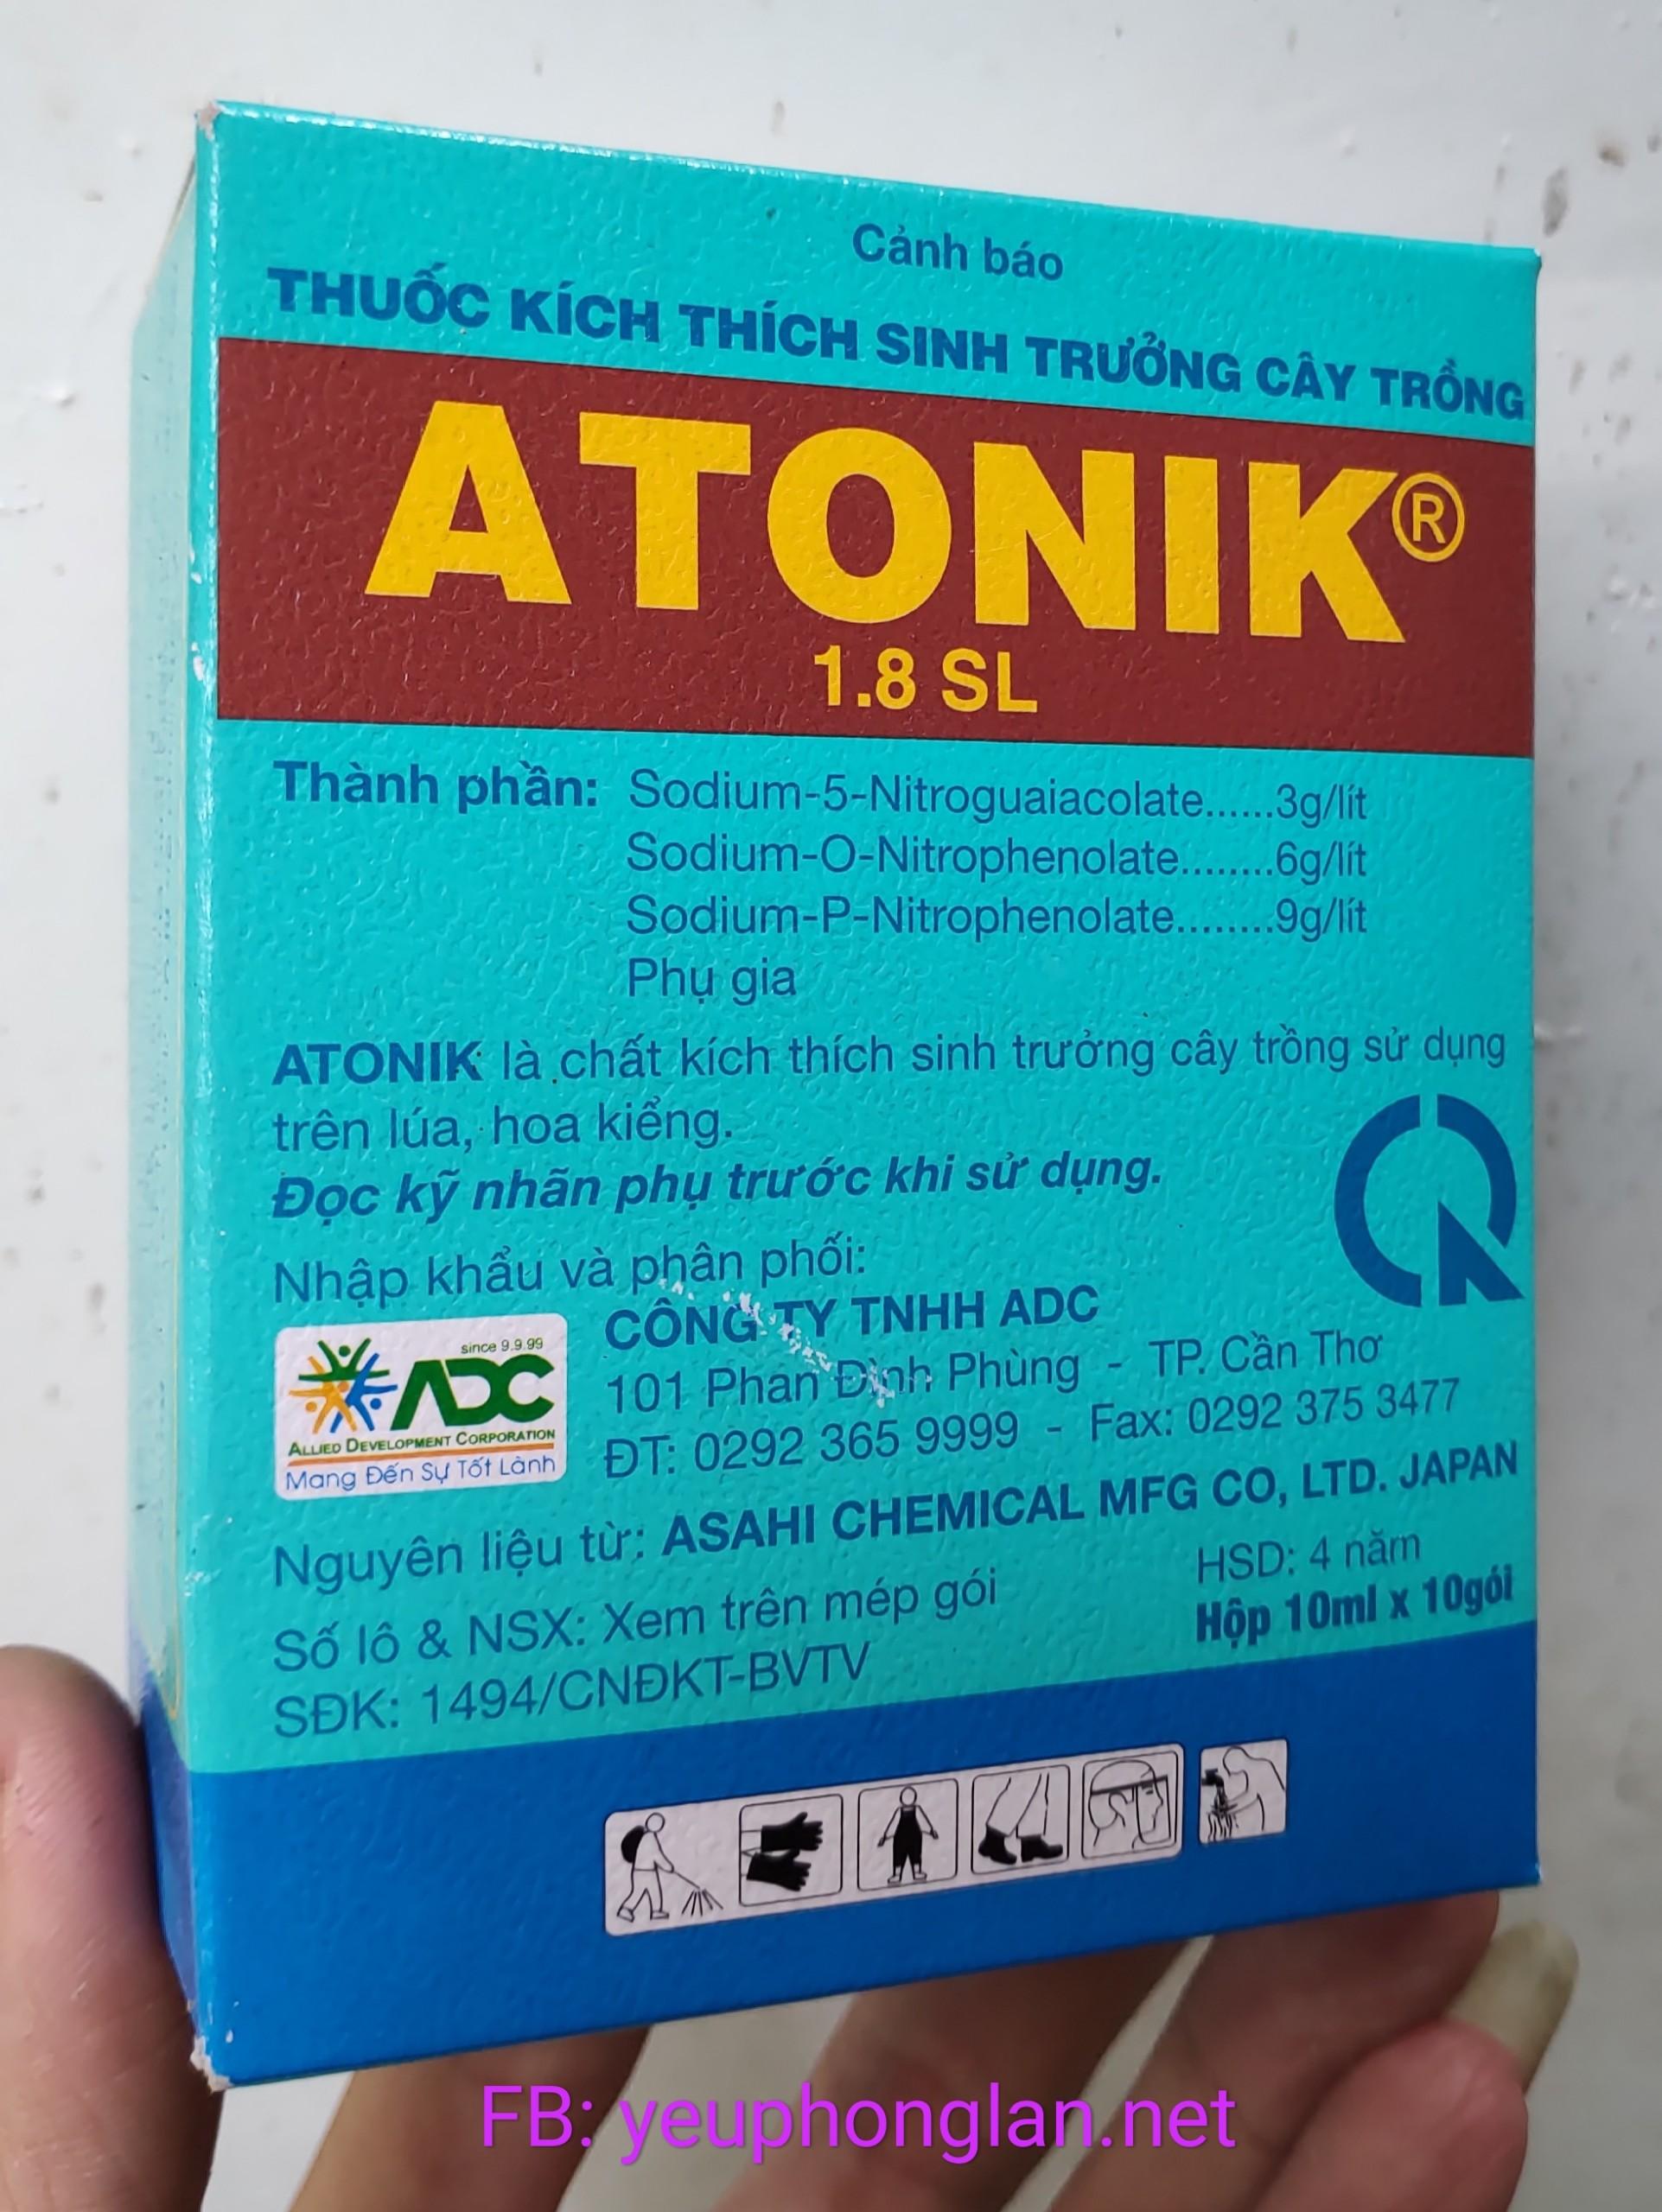 Cảnh báo
THUỐC KÍCH THÍCH SINH TRƯỞNG CÂY TRỒNG
ATONIK®
1.8 SL
Thành phần: Sodium-5-Nitroguaiacolate......3g/lít
Sodium-O-Nitrophenolate........6g/lít
Sodium-P-Nitrophenolate........9g/lít
Phụ gia
ATONIK là chất kích thích sinh trưởng cây trồng sử dụng
trên lúa, hoa kiểng.
Đọc kỹ nhãn phụ trước khi sử dụng.
Nhập khẩu và phân phối:
since 9.9.99
ADC
ALLIED DEVELOPMENT CORPORATION
Mang Đến Sự Tốt Lành
CÔNG TY TNHH ADC
101 Phan Đình Phùng - TP. Cần Thơ
ĐT: 0292 365 9999 - Fax: 0292 375 3477
Nguyên liệu từ: ASAHI CHEMICAL MFG CO, LTD. JAPAN
Số lô & NSX: Xem trên mép gói
HSD: 4 năm
SĐK: 1494/CNĐKT-BVTV
Hộp 10ml x 10gói
FB: yeuphonglan.net